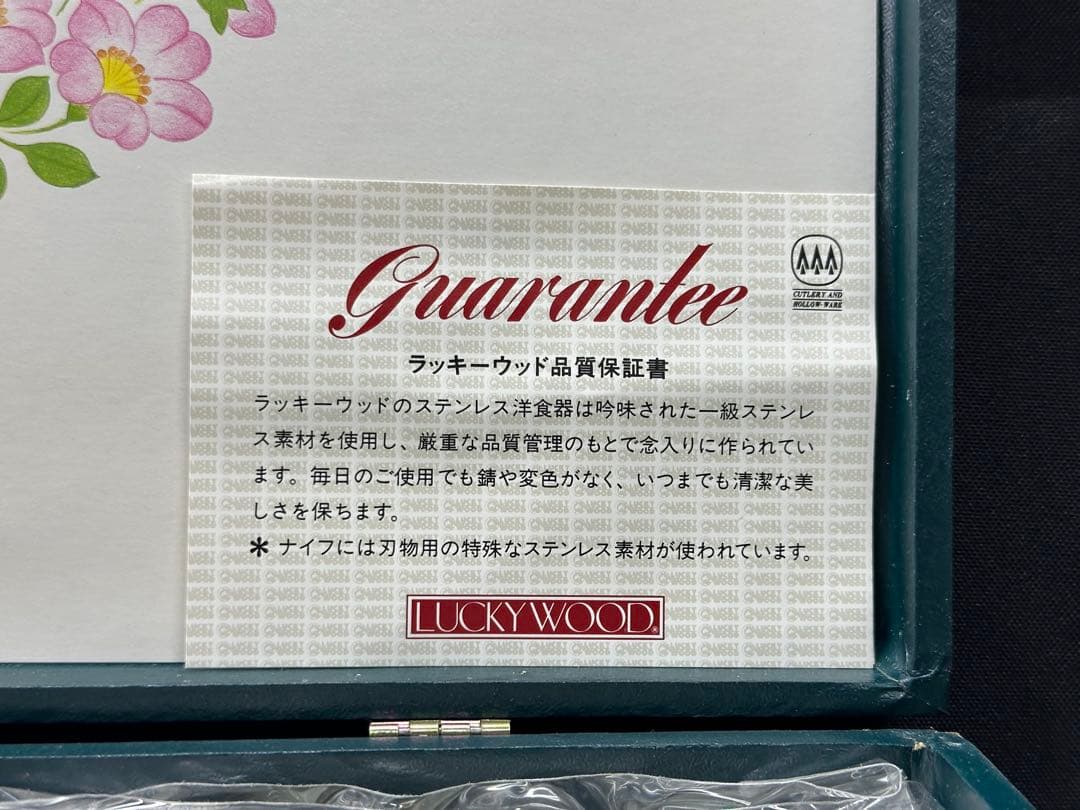 Guarantee
CUTLERY AND
HOLLOW-WARE
ラッキーウッド品質保証書
ラッキーウッドのステンレス洋食器は吟味された一級ステンレ
ス素材を使用し、厳重な品質管理のもとで念入りに作られてい
ます。毎日のご使用でも錆や変色がなく、いつまでも清潔な美
しさを保ちます。
＊ ナイフには刃物用の特殊なステンレス素材が使われています。
LUCKYWOOD®